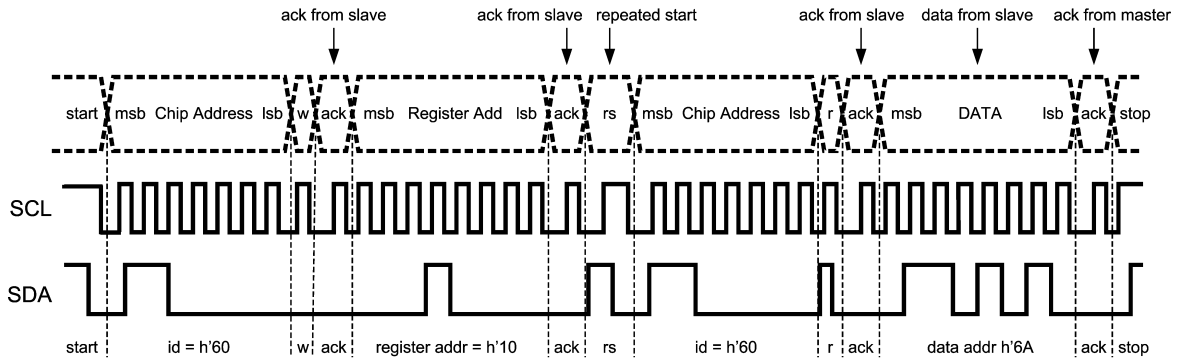 ack from slave ack from slave repeated start ack from slave data from slave ack from master
start msb Chip Address lsb w ack msb Register Add lsb ack rs msb Chip Address lsb r ack msb DATA lsb ack stop
SCL
SDA
start id = h'60 w ack register addr = h'10 ack rs id = h'60 r ack data addr h'6A ack stop